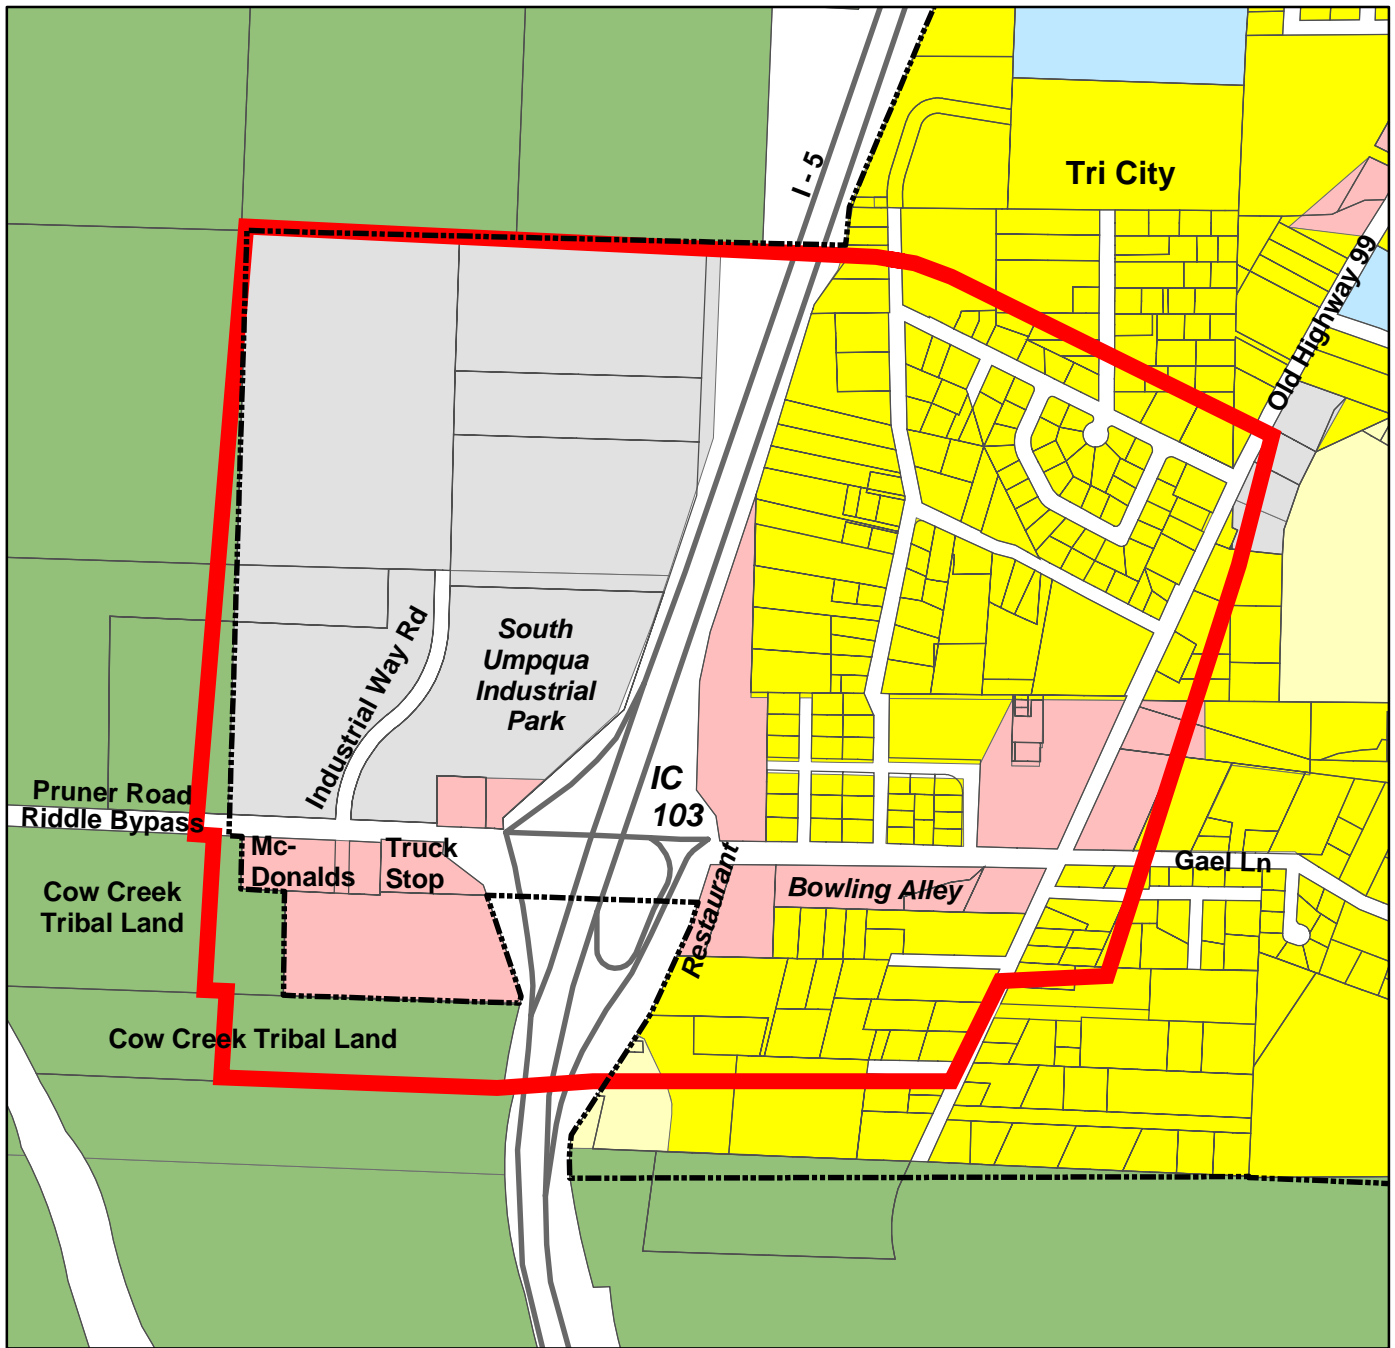 I - 5
Tri City
Old Highway 99
Industrial Way Rd
South
Umpqua
Industrial
Park
IC
103
Pruner Road
Riddle Bypass
Mc-
Donalds
Truck
Stop
Restaurant
Bowling Alley
Gael Ln
Cow Creek
Tribal Land
Cow Creek Tribal Land